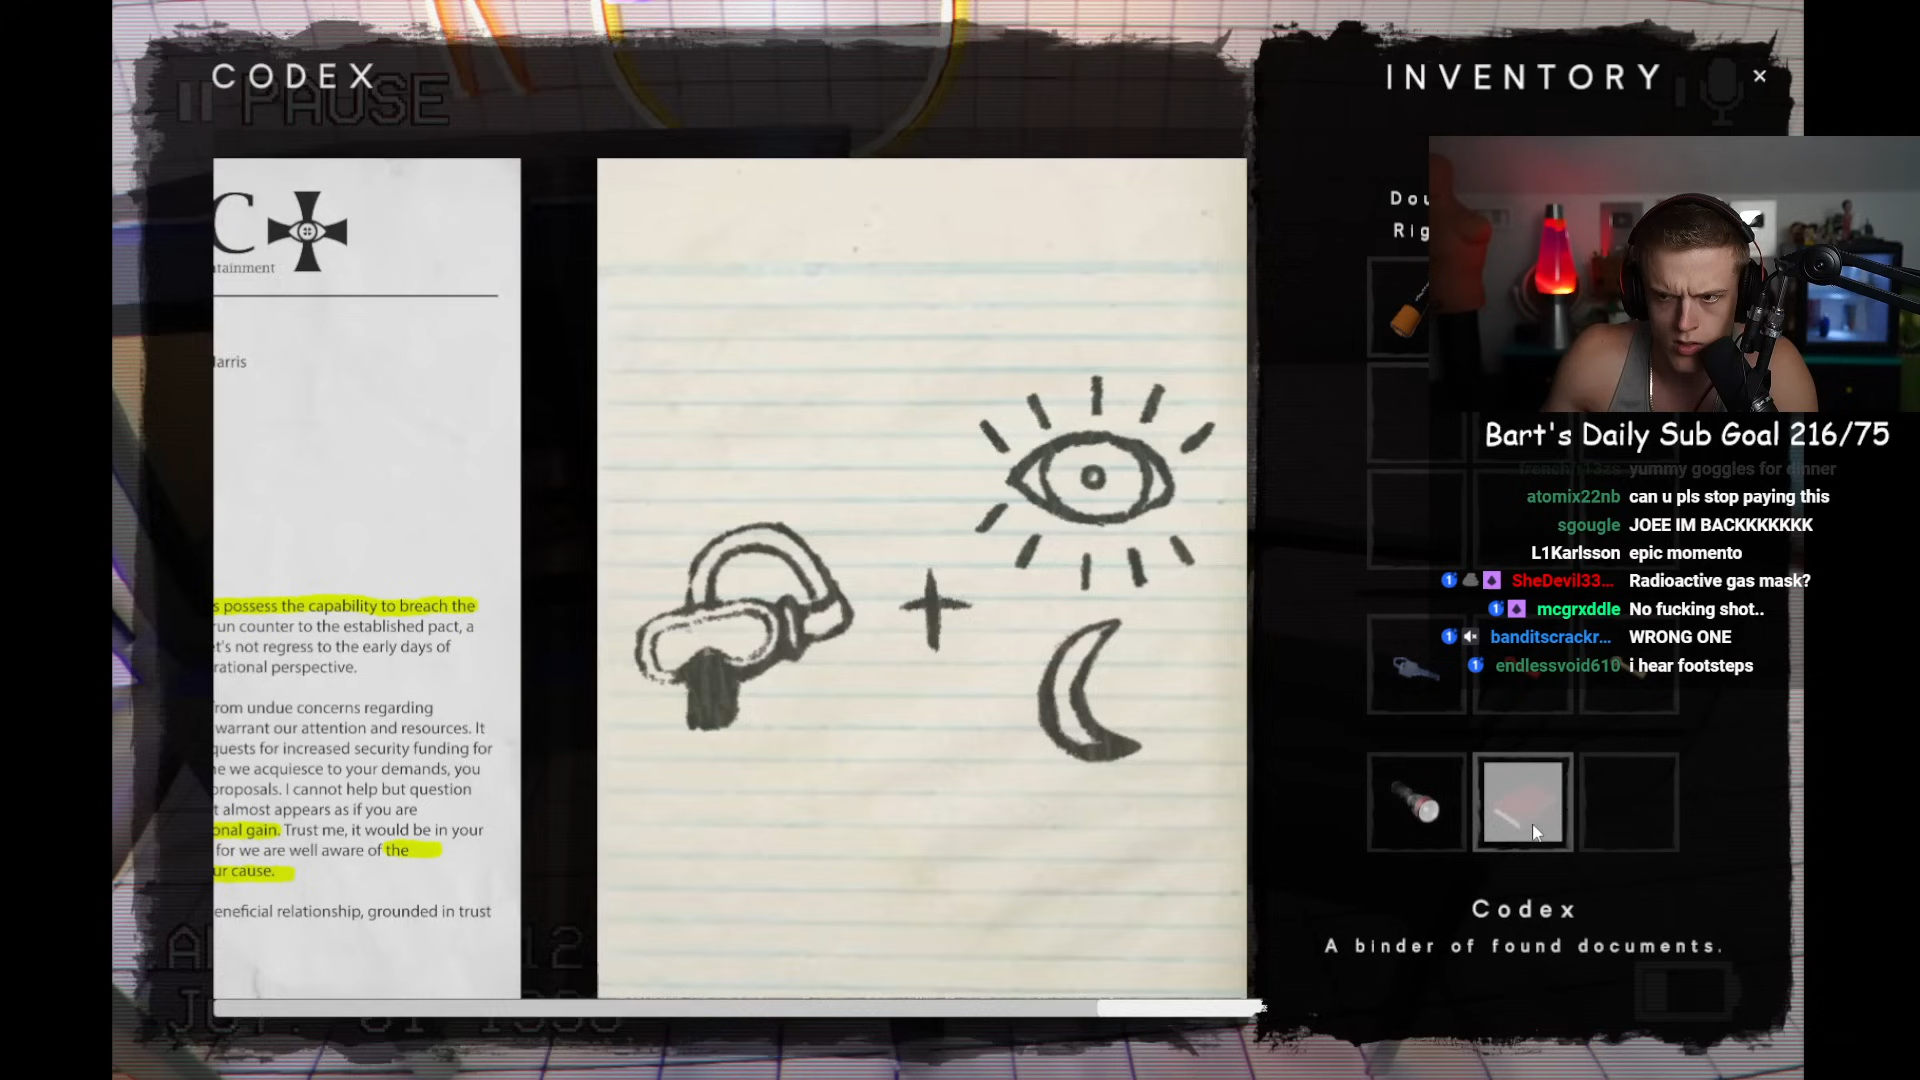 CODEX
PAUSE
INVENTORY
×
C
tainment
arris
s possess the capability to breach the
run counter to the established pact, a
t's not regress to the early days of
rational perspective.
rom undue concerns regarding
warrant our attention and resources. It
quests for increased security funding for
e we acquiesce to your demands, you
proposals. I cannot help but question
t almost appears as if you are
onal gain. Trust me, it would be in your
for we are well aware of the
ur cause.
eneficial relationship, grounded in trust
Dou
Rig
Bart's Daily Sub Goal 216/75
yummy goggles for dinner
atomix22nb can u pls stop paying this
sgougle JOEE IM BACKKKKKKK
L1Karlsson epic momento
SheDevil33... Radioactive gas mask?
mcgrxddle No fucking shot..
banditscrackr... WRONG ONE
endlessvoid610 i hear footsteps
Codex
A binder of found documents.